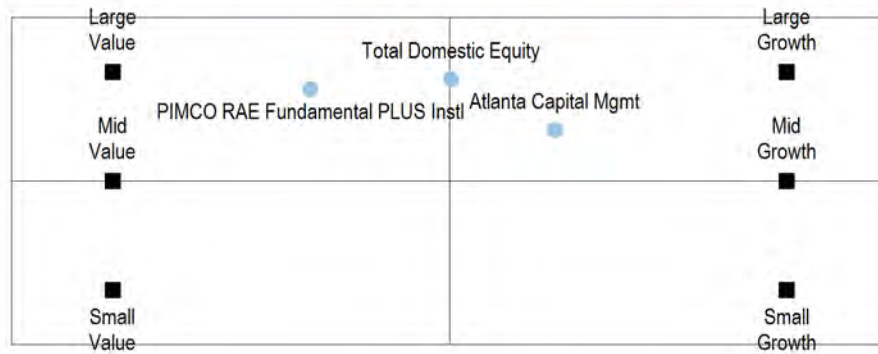 Large
Value
Large
Growth
Total Domestic Equity
PIMCO RAE Fundamental PLUS Instl
Atlanta Capital Mgmt
Mid
Value
Mid
Growth
Small
Value
Small
Growth